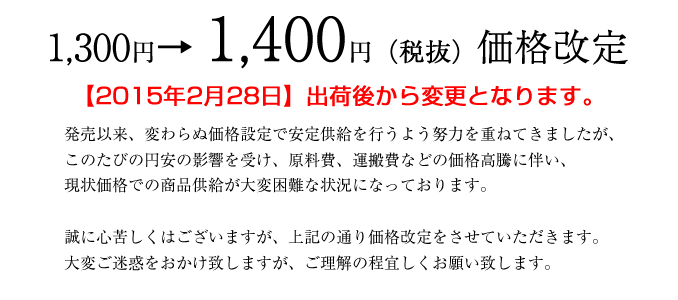 1,300円→ 1,400円（税抜）価格改定
【2015年2月28日】出荷後から変更となります。
発売以来、変わらぬ価格設定で安定供給を行うよう努力を重ねてきましたが、
このたびの円安の影響を受け、原料費、運搬費などの価格高騰に伴い、
現状価格での商品供給が大変困難な状況になっております。
誠に心苦しくはございますが、上記の通り価格改定をさせていただきます。
大変ご迷惑をおかけ致しますが、ご理解の程宜しくお願い致します。